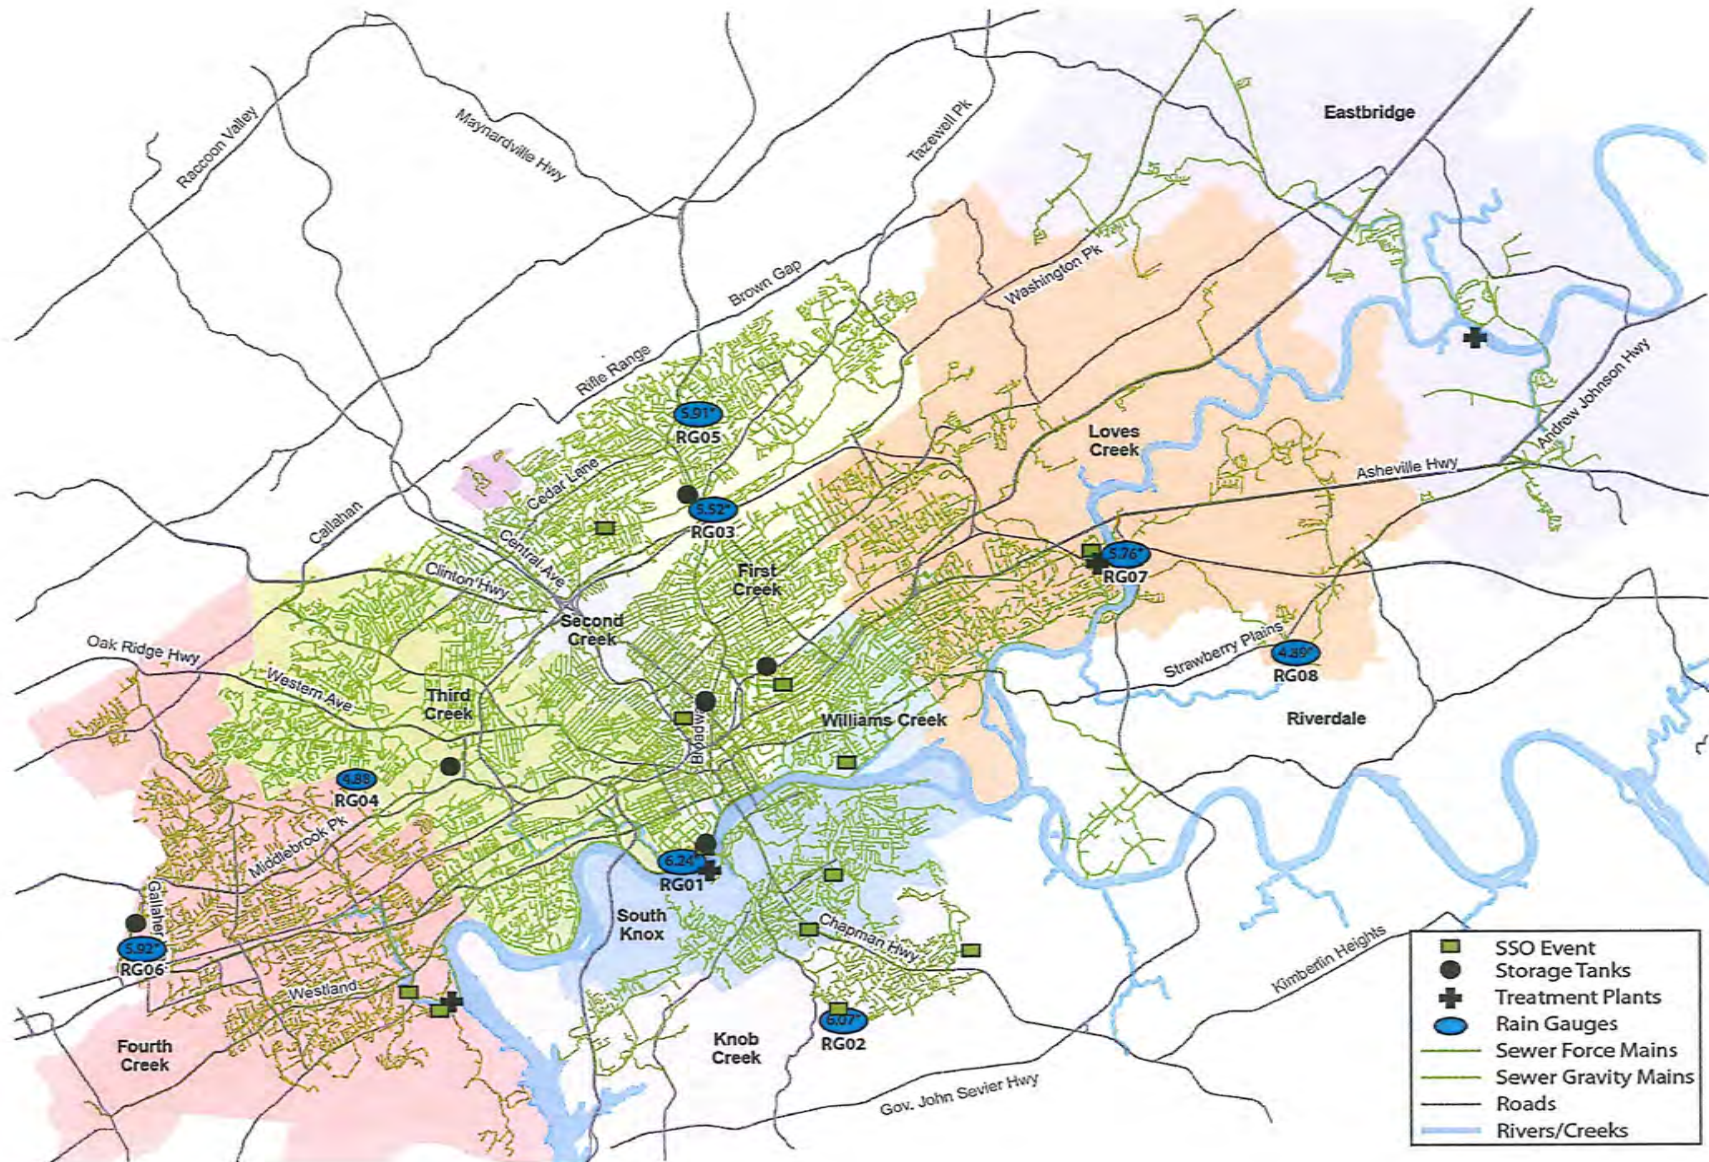 Eastbridge
Raccoon Valley
Maynardville Hwy
Tazewell Pk
Washington Pk
Brown Gap
Rifle Range
Andrew Johnson Hwy
5.91"
RG05
Loves
Creek
Asheville Hwy
Cedar Lane
5.52"
RG03
Callahan
Central Ave
Clinton Hwy
First
Creek
5.76"
RG07
Second
Creek
Oak Ridge Hwy
Western Ave
Strawberry Plains
4.89"
RG08
Third
Creek
Williams Creek
Riverdale
4.88
RG04
Middlebrook Pk
6.24"
RG01
Gallaher
South
Knox
Chapman Hwy
5.92"
RG06
Westland
Kimberlin Heights
6.07"
RG02
Knob
Creek
Fourth
Creek
Gov. John Sevier Hwy
SSO Event
Storage Tanks
Treatment Plants
Rain Gauges
Sewer Force Mains
Sewer Gravity Mains
Roads
Rivers/Creeks